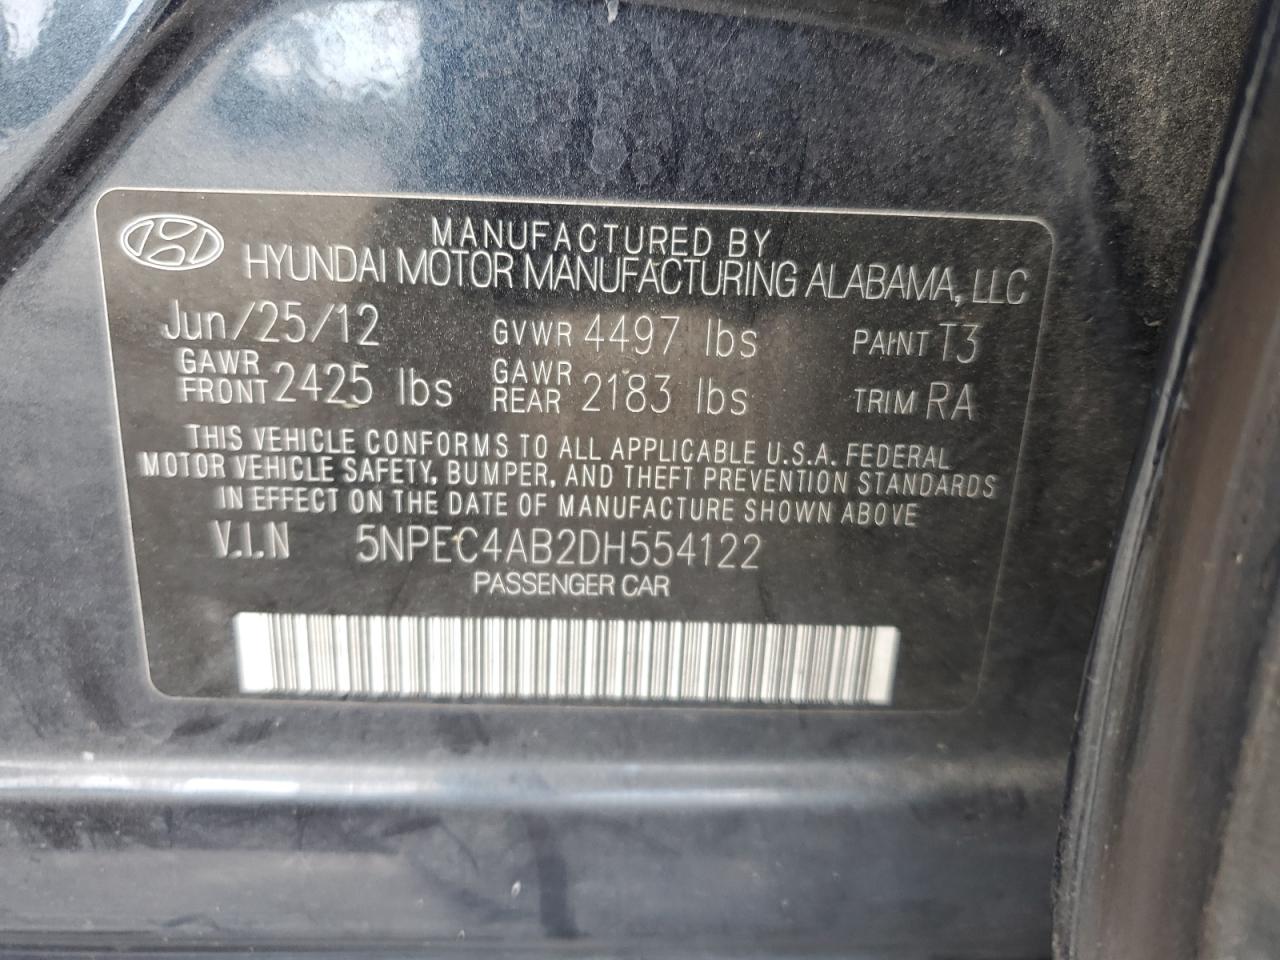 MANUFACTURED BY
HYUNDAI MOTOR MANUFACTURING ALABAMA, LLC
Jun/25/12 GVWR 4497 lbs PAINT T3
GAWR FRONT 2425 lbs GAWR REAR 2183 lbs TRIM RA
THIS VEHICLE CONFORMS TO ALL APPLICABLE U.S.A. FEDERAL
MOTOR VEHICLE SAFETY, BUMPER, AND THEFT PREVENTION STANDARDS
IN EFFECT ON THE DATE OF MANUFACTURE SHOWN ABOVE
V.I.N 5NPEC4AB2DH554122
PASSENGER CAR